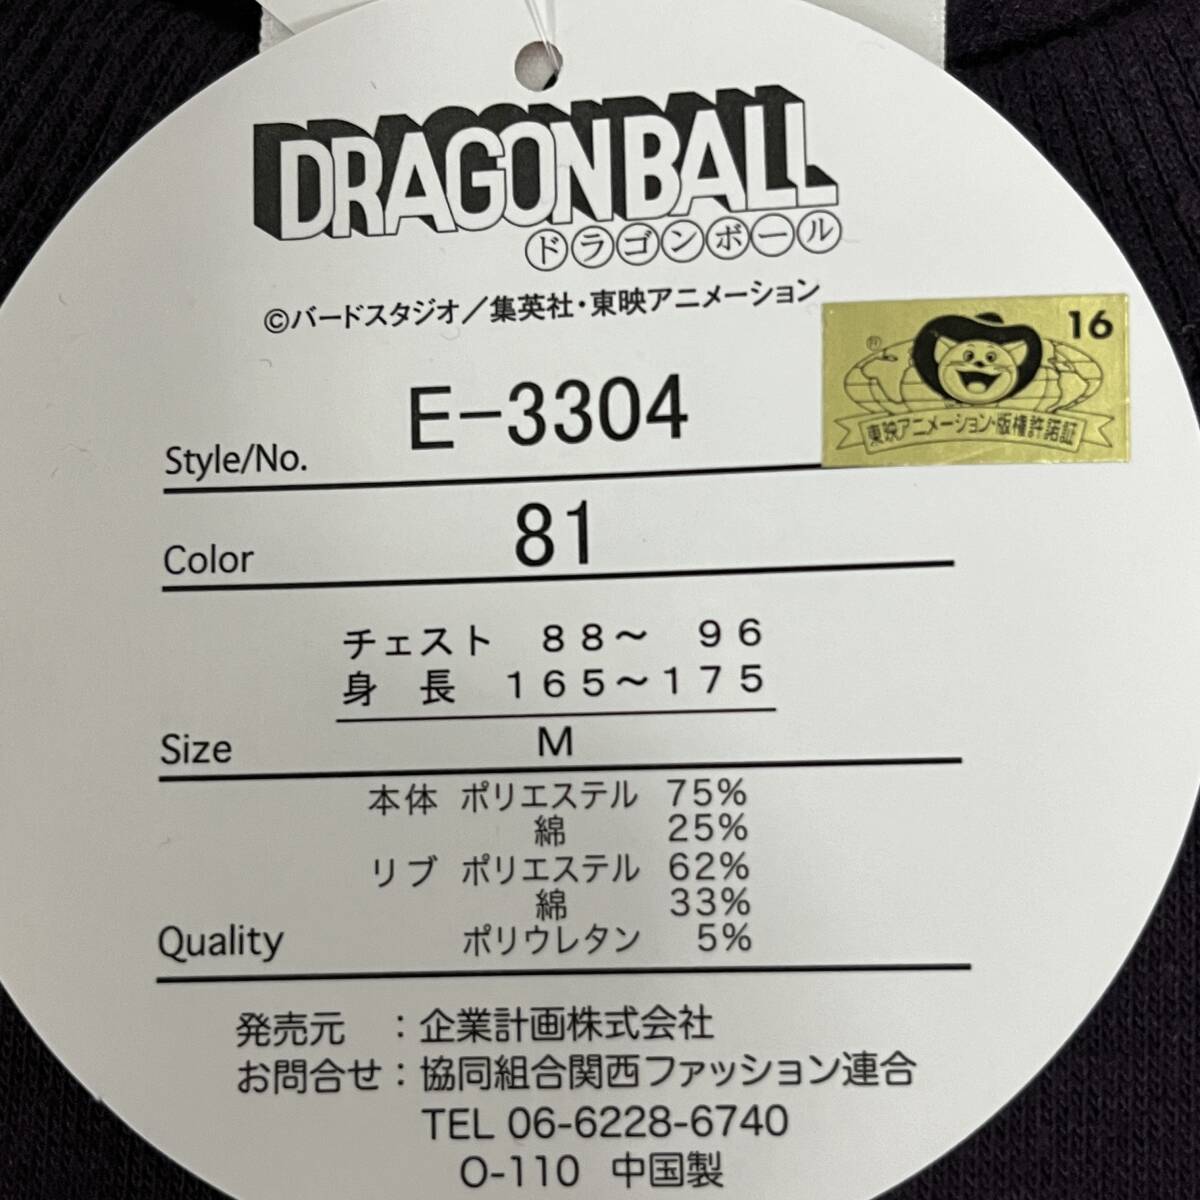 DRAGON BALL
ドラゴンボール
©バードスタジオ／集英社・東映アニメーション
16
東映アニメーション・版権許諾証
Style/No. E-3304
Color 81
チェスト 88～ 96
身 長 165～175
Size M
本体 ポリエステル 75%
綿 25%
リブ ポリエステル 62%
綿 33%
Quality ポリウレタン 5%
発売元 ：企業計画株式会社
お問合せ：協同組合関西ファッション連合
TEL 06-6228-6740
O-110 中国製